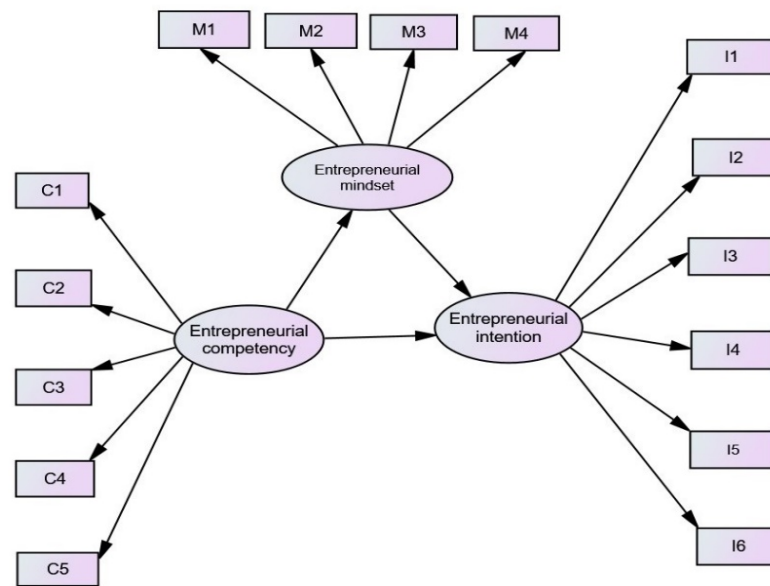 M1
M2
M3
M4
I1
I2
I3
I4
I5
I6
Entrepreneurial
mindset
C1
C2
C3
C4
C5
Entrepreneurial
competency
Entrepreneurial
intention